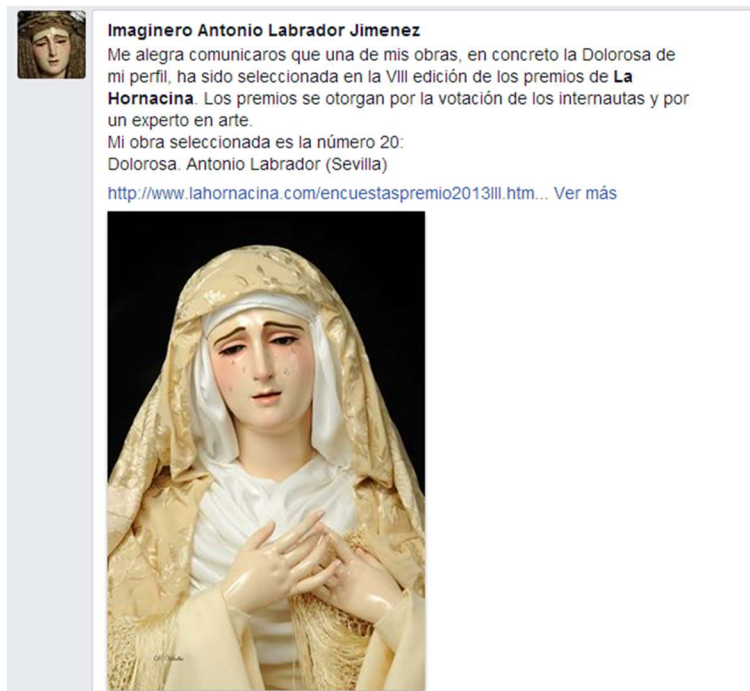 Imaginero Antonio Labrador Jimenez
Me alegra comunicaros que una de mis obras, en concreto la Dolorosa de
mi perfil, ha sido seleccionada en la VIII edición de los premios de La
Hornacina. Los premios se otorgan por la votación de los internautas y por
un experto en arte.
Mi obra seleccionada es la número 20:
Dolorosa. Antonio Labrador (Sevilla)
http://www.lahornacina.com/encuestaspremio2013III.htm... Ver más